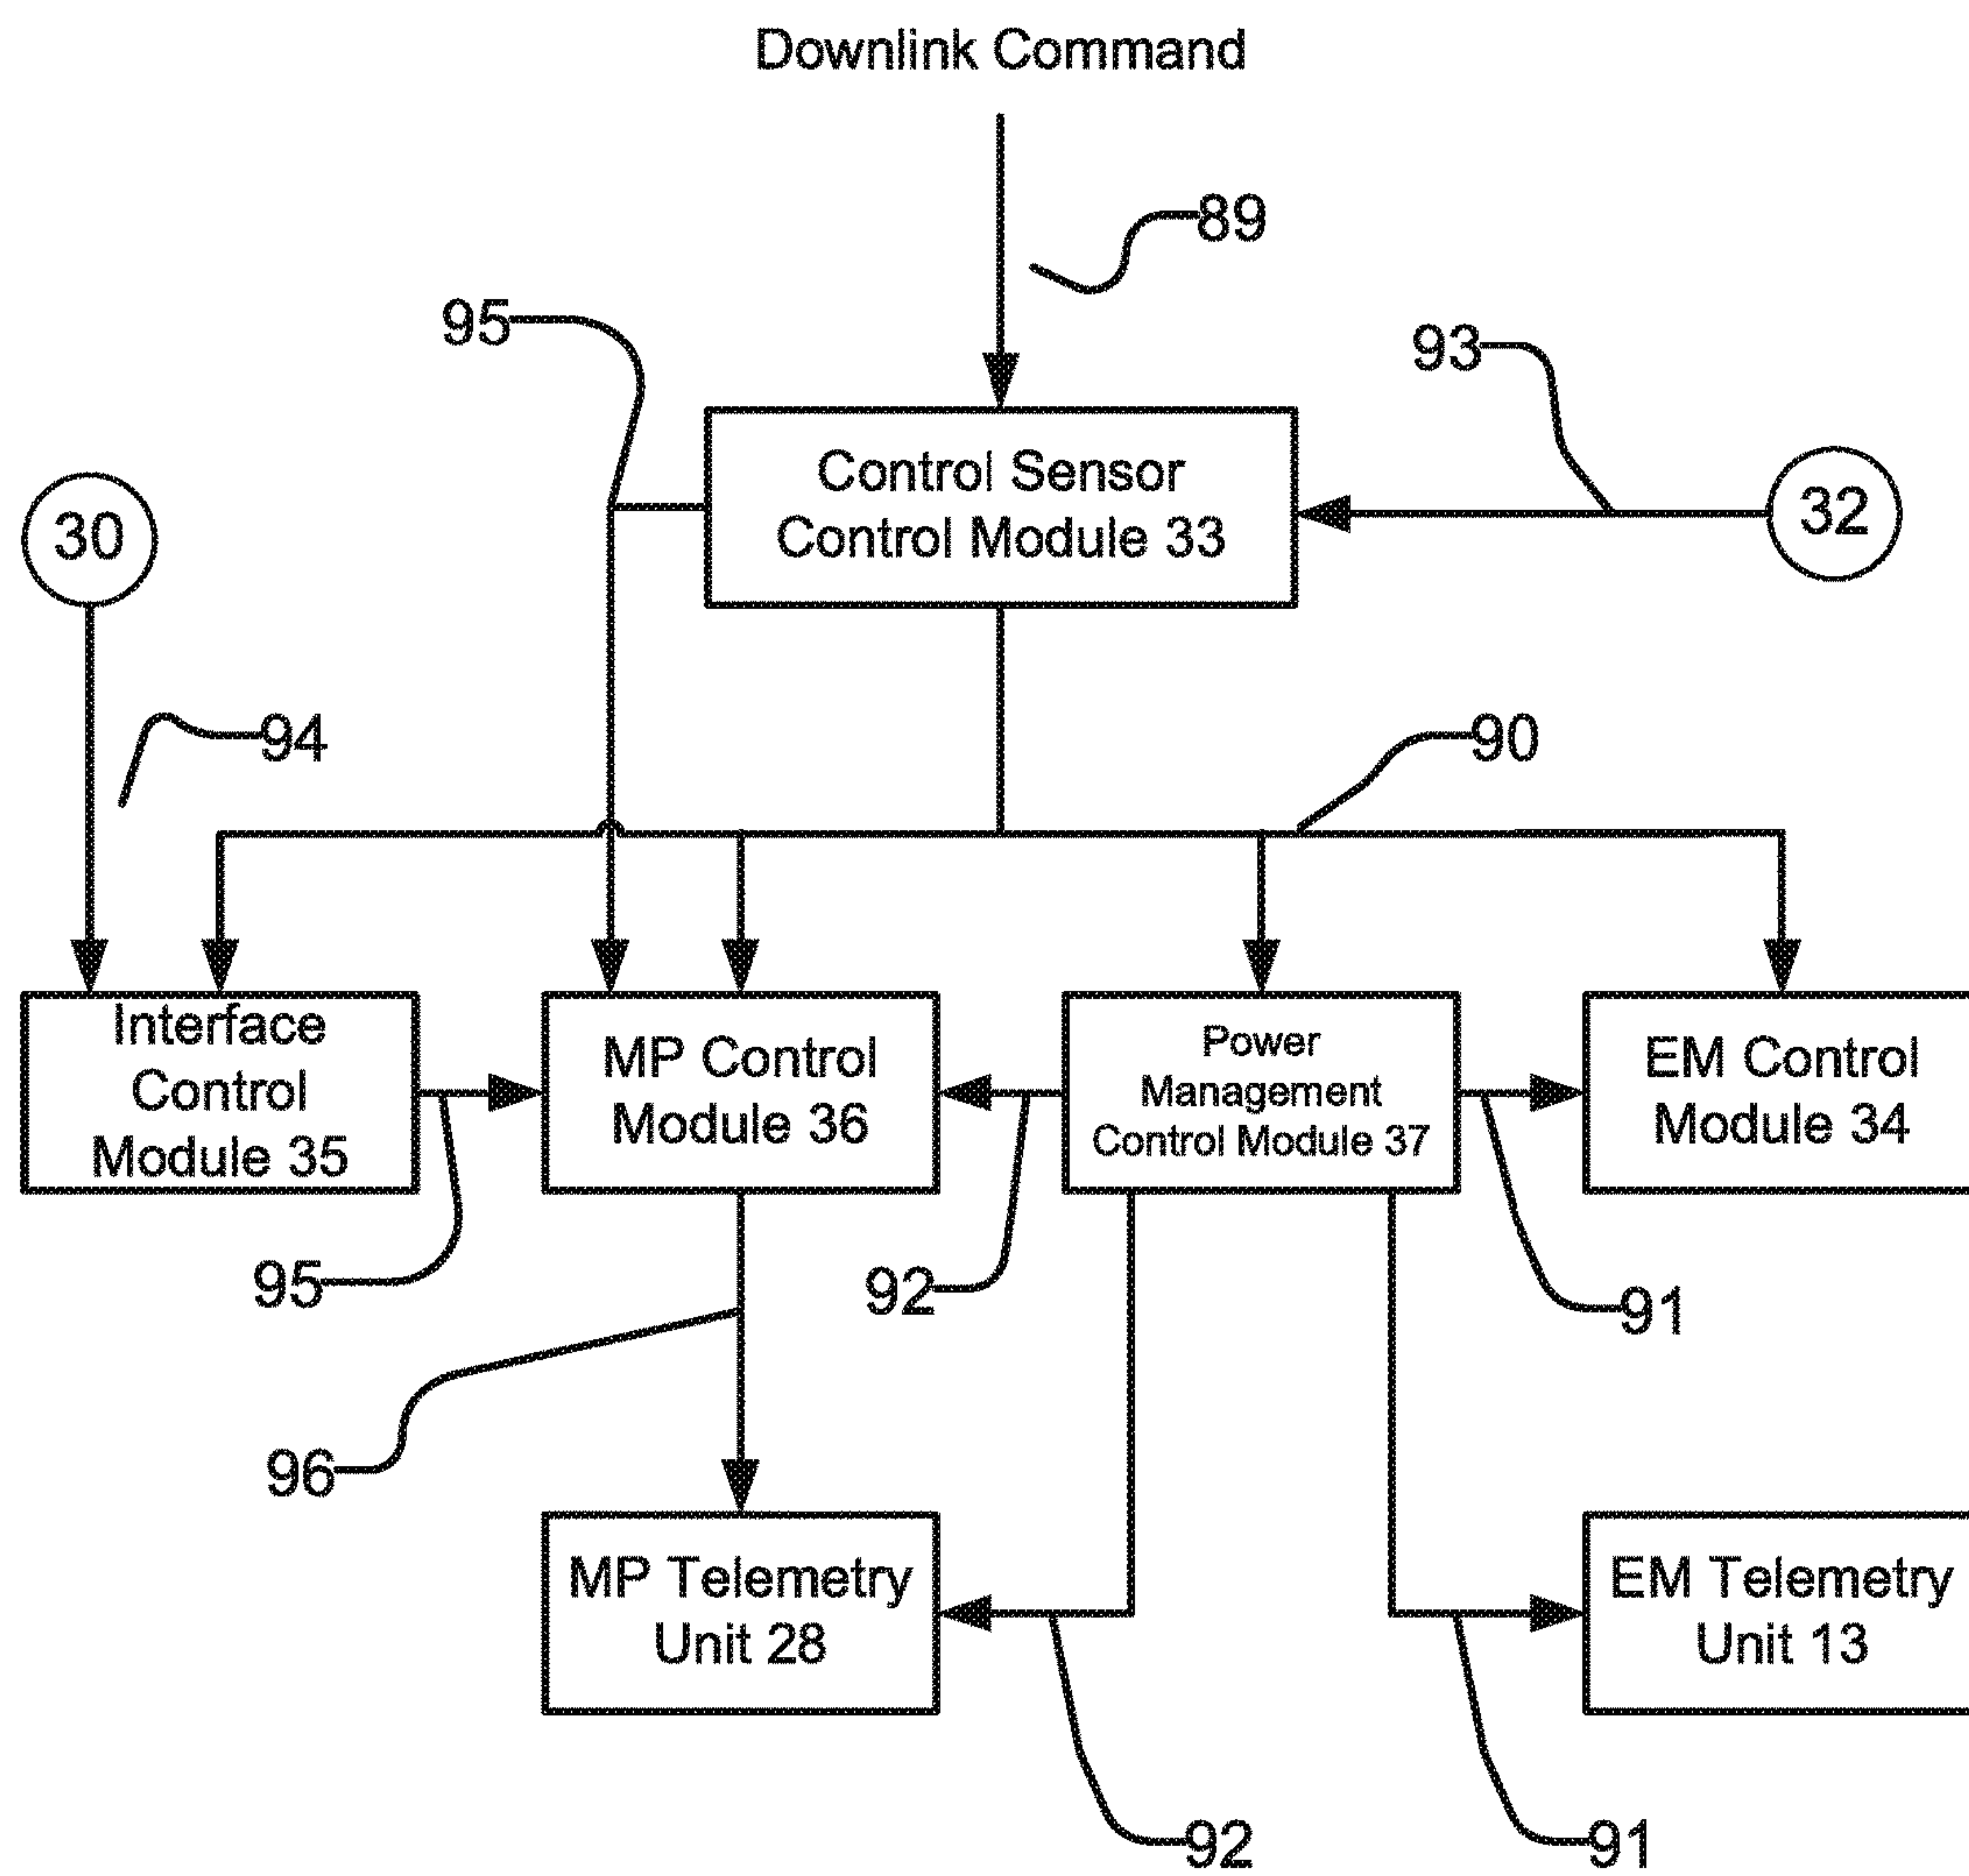 Downlink Command
89
95
93
Control Sensor
Control Module 33
30
32
94
90
Interface
Control
Module 35
MP Control
Module 36
Power
Management
Control Module 37
EM Control
Module 34
95
92
91
96
MP Telemetry
Unit 28
EM Telemetry
Unit 13
92
91